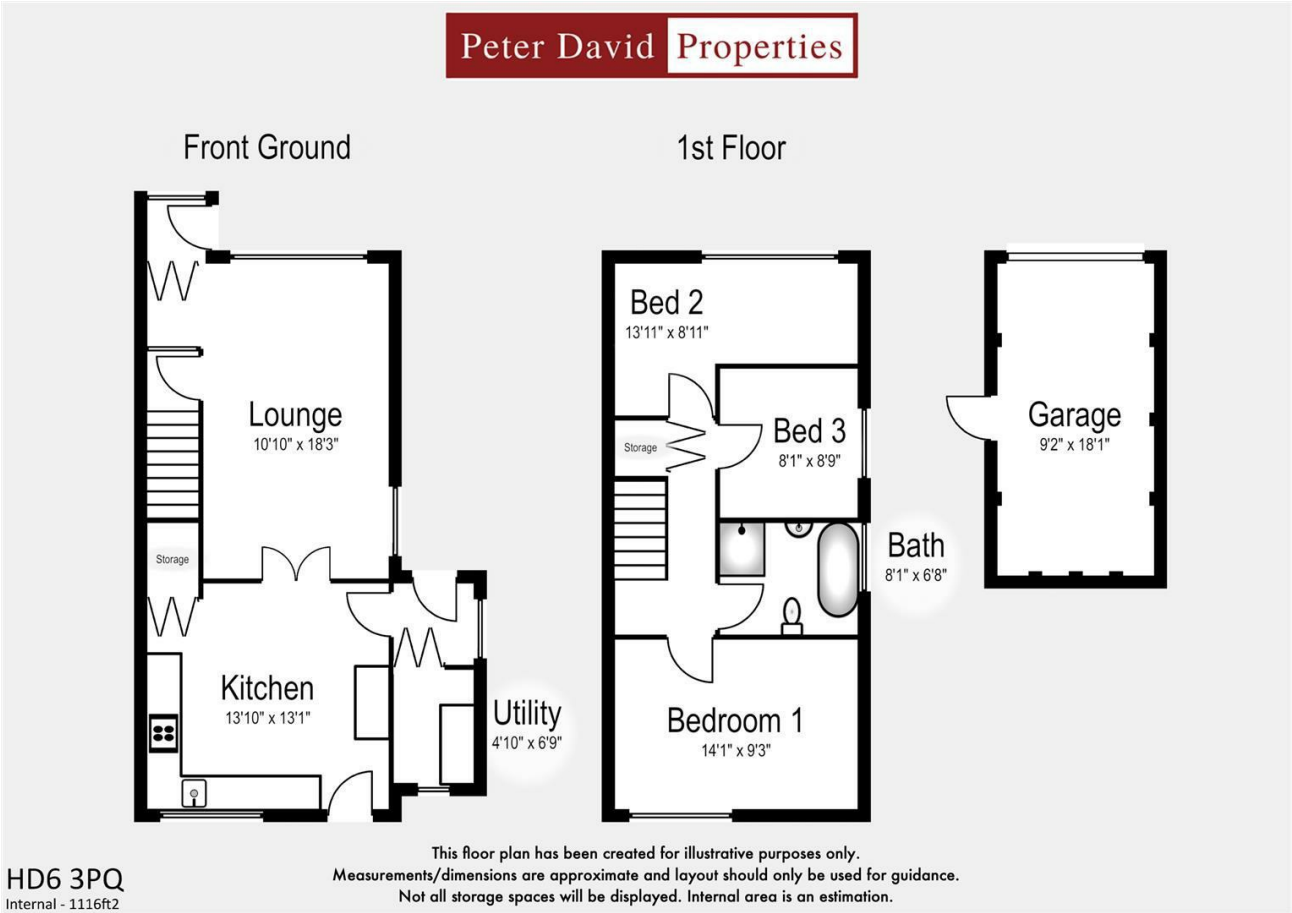 Peter David Properties
Front Ground
1st Floor
Lounge
10'10" x 18'3"
Storage
Kitchen
13'10" x 13'1"
Utility
4'10" x 6'9"
Bed 2
13'11" x 8'11"
Storage
Bed 3
8'1" x 8'9"
Bath
8'1" x 6'8"
Bedroom 1
14'1" x 9'3"
Garage
9'2" x 18'1"
This floor plan has been created for illustrative purposes only.
Measurements/dimensions are approximate and layout should only be used for guidance.
Not all storage spaces will be displayed. Internal area is an estimation.
HD6 3PQ
Internal - 1116ft2